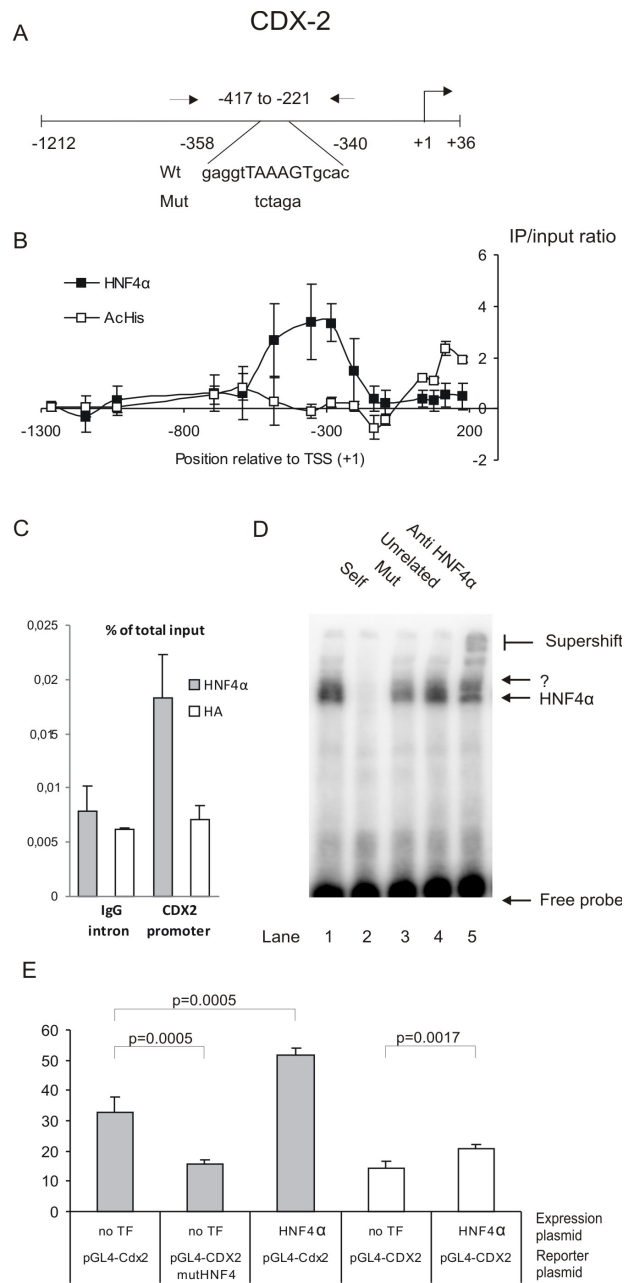 CDX-2
A
-417 to -221
-1212 -358 -340 +1 +36
Wt gaggtTAAAGTgcac
Mut tctaga
B
IP/input ratio
HNF4α
AcHis
6
4
2
0
-2
-1300 -800 -300 200
Position relative to TSS (+1)
C
% of total input
0,025
0,02
0,015
0,01
0,005
0
HNF4α
HA
IgG intron
CDX2 promoter
D
Self
Mut
Unrelated
Anti HNF4α
Supershift
?
HNF4α
Free probe
Lane 1 2 3 4 5
E
p=0.0005
p=0.0005
p=0.0017
60
50
40
30
20
10
0
no TF no TF HNF4α no TF HNF4α
Expression plasmid
pGL4-Cdx2 pGL4-CDX2 mutHNF4 pGL4-Cdx2 pGL4-CDX2 pGL4-CDX2
Reporter plasmid